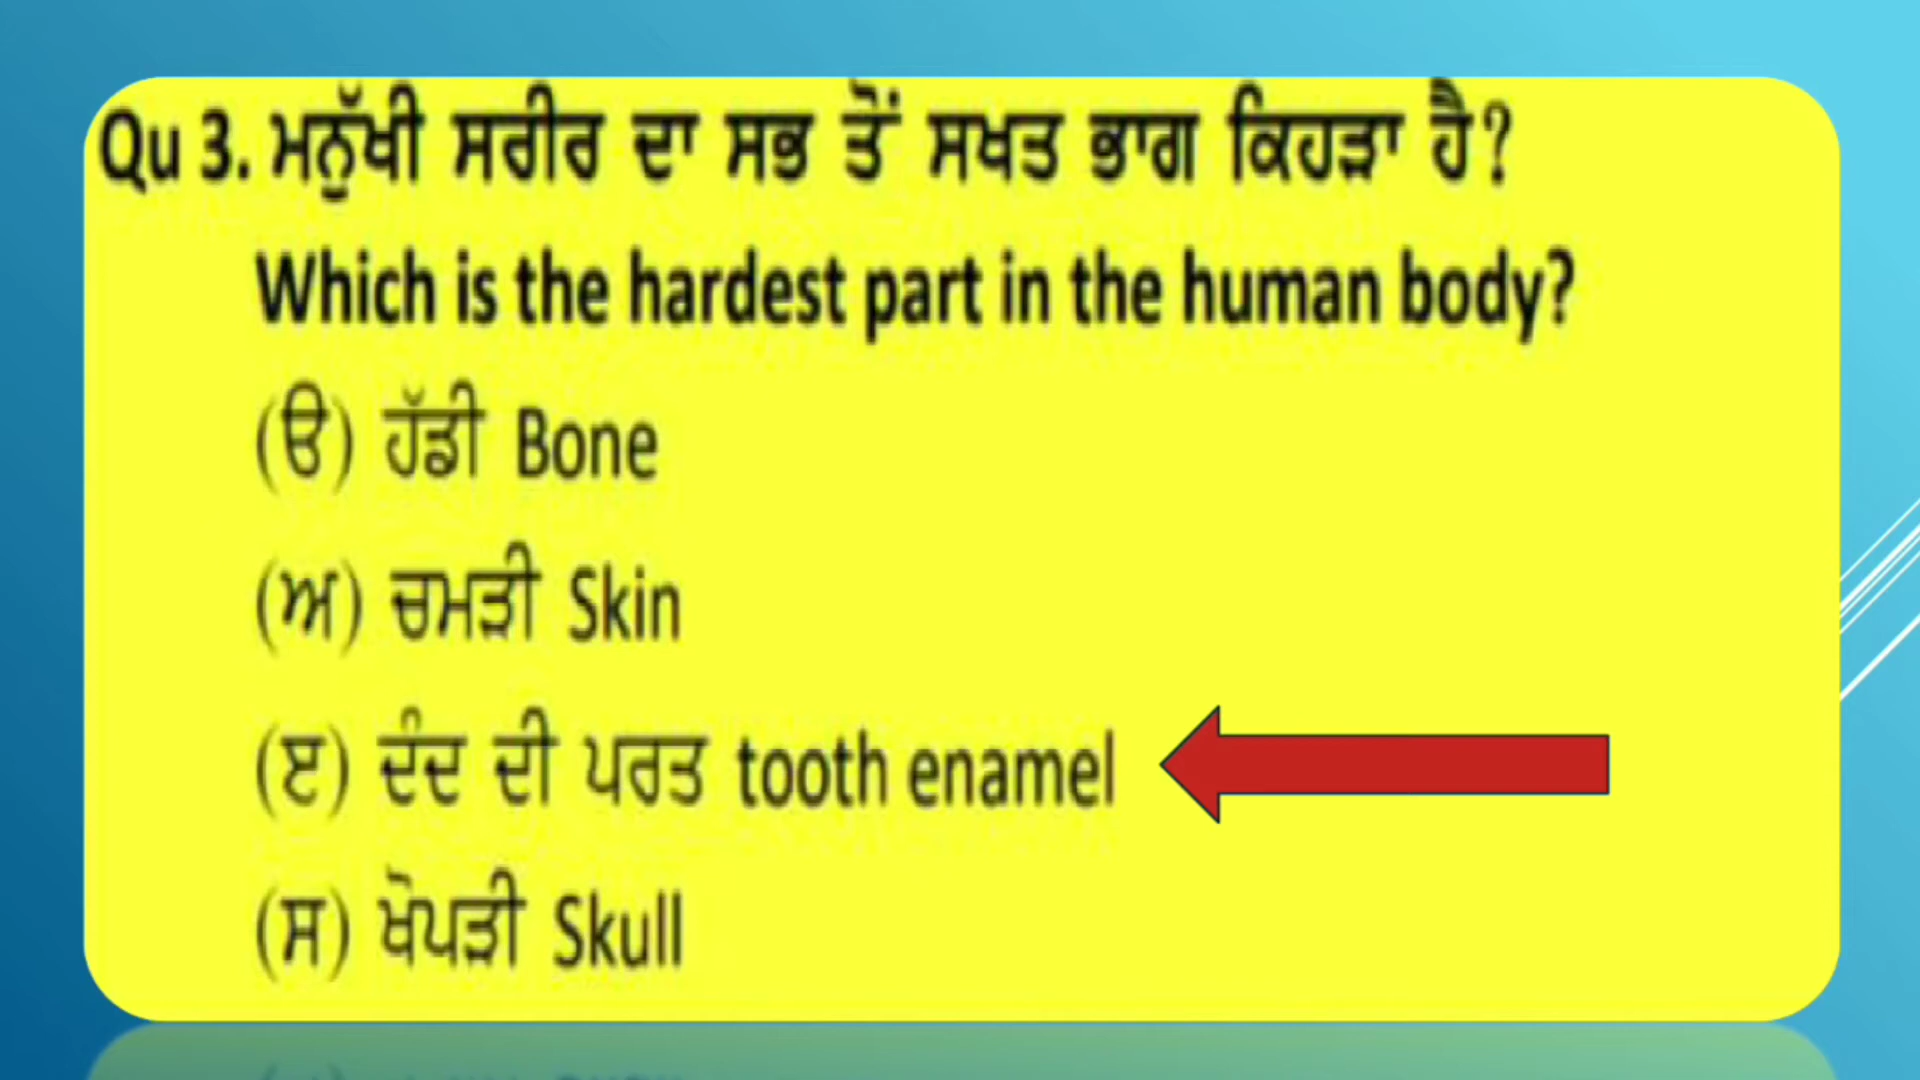 Qu 3. ਮਨੁੱਖੀ ਸਰੀਰ ਦਾ ਸਭ ਤੋਂ ਸਖਤ ਭਾਗ ਕਿਹੜਾ ਹੈ?
Which is the hardest part in the human body?
(ੳ) ਹੱਡੀ Bone
(ਅ) ਚਮੜੀ Skin
(ੲ) ਦੰਦ ਦੀ ਪਰਤ tooth enamel
(ਸ) ਖੋਪੜੀ Skull